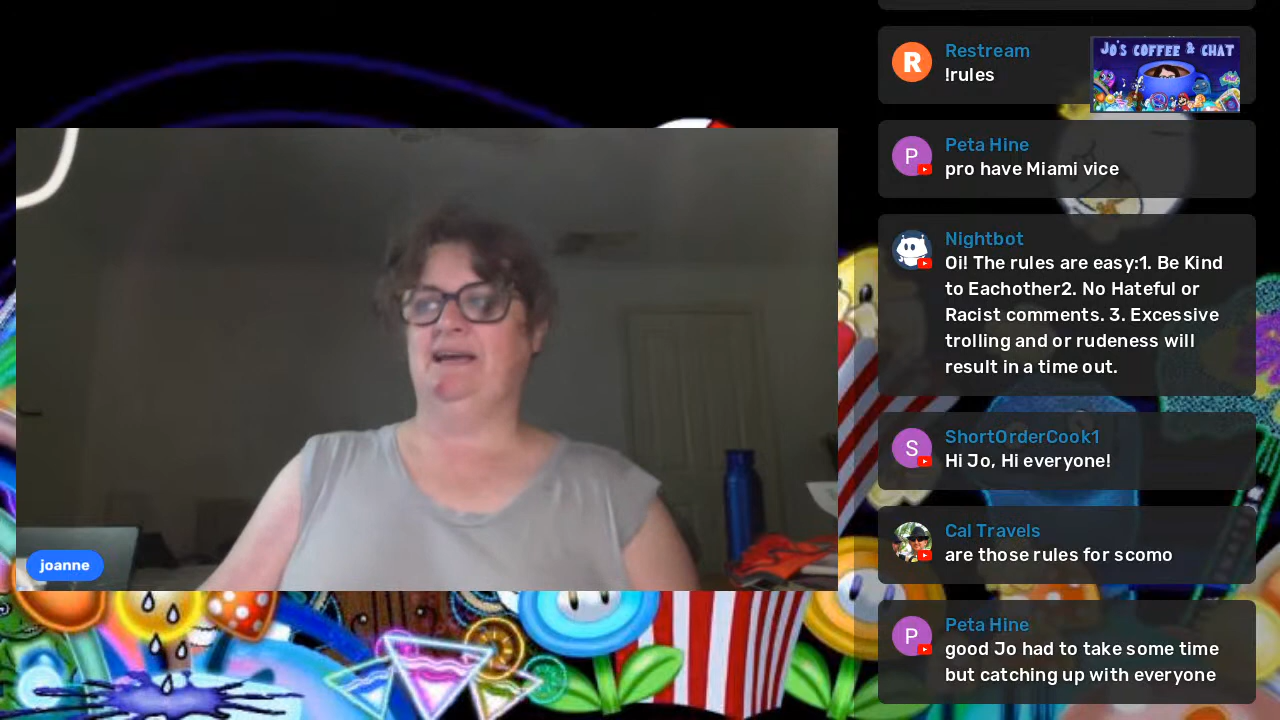 Restream
!rules
JO'S COFFEE & CHAT
Peta Hine
pro have Miami vice
Nightbot
Oi! The rules are easy:1. Be Kind
to Eachother2. No Hateful or
Racist comments. 3. Excessive
trolling and or rudeness will
result in a time out.
ShortOrderCook1
Hi Jo, Hi everyone!
Cal Travels
are those rules for scomo
joanne
Peta Hine
good Jo had to take some time
but catching up with everyone